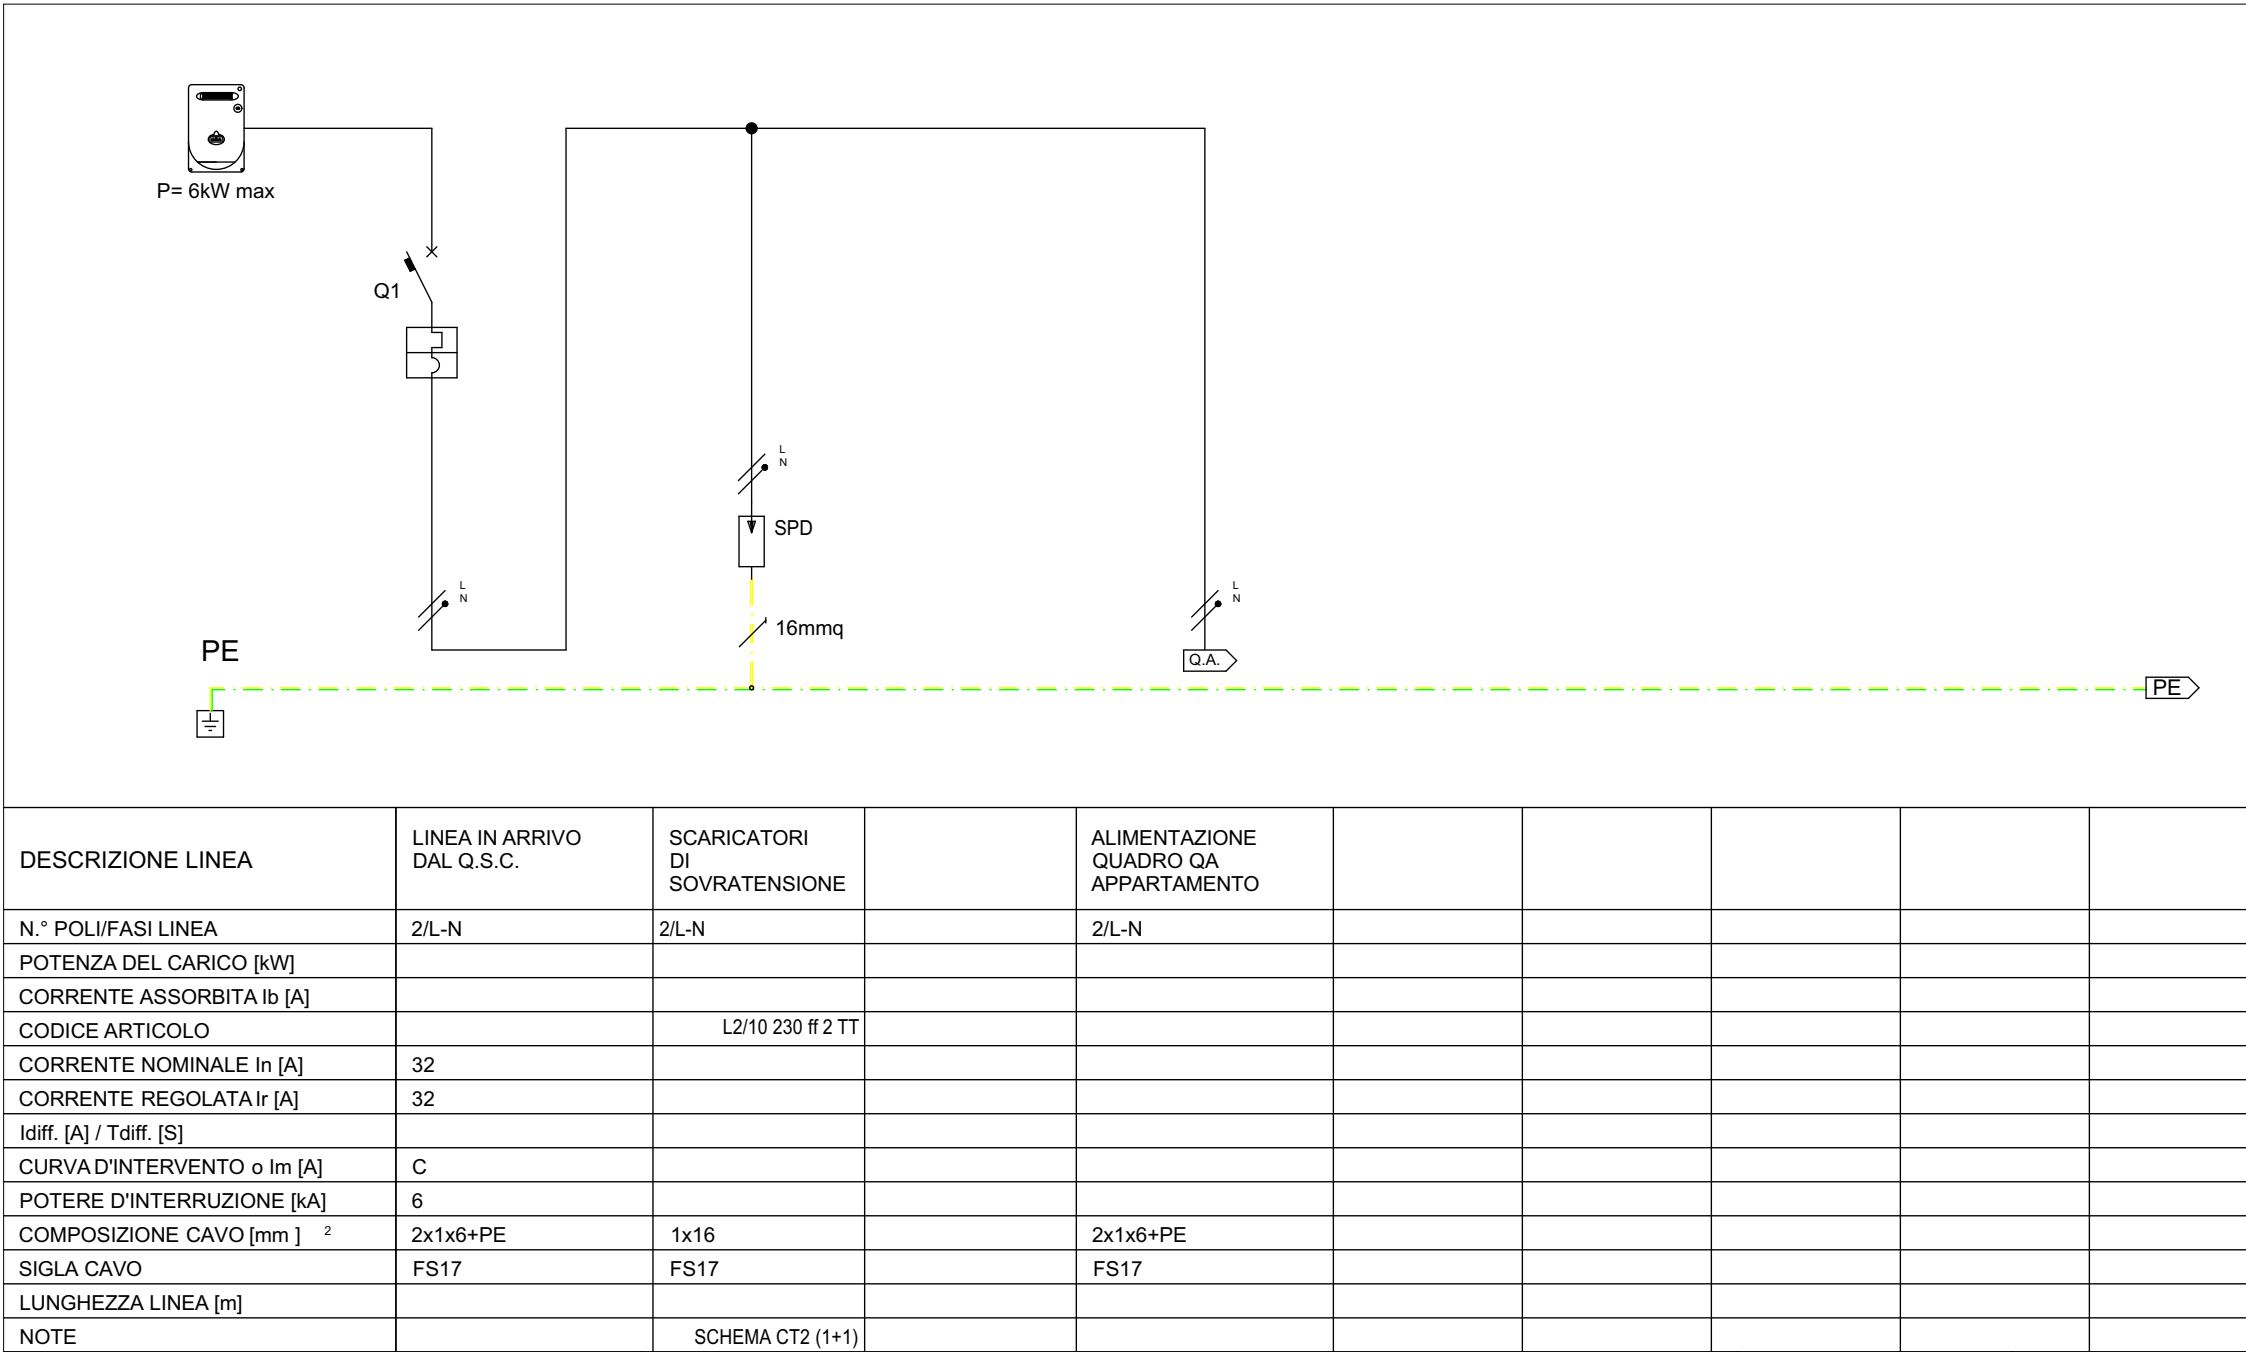 P= 6kW max
Q1
L
N
SPD
L
N
16mmq
L
N
PE
Q.A.
PE
DESCRIZIONE LINEA
LINEA IN ARRIVO
DAL Q.S.C.
SCARICATORI
DI
SOVRATENSIONE
ALIMENTAZIONE
QUADRO QA
APPARTAMENTO
N.° POLI/FASI LINEA 2/L-N 2/L-N 2/L-N
POTENZA DEL CARICO [kW]
CORRENTE ASSORBITA Ib [A]
CODICE ARTICOLO L2/10 230 ff 2 TT
CORRENTE NOMINALE In [A] 32
CORRENTE REGOLATA Ir [A] 32
Idiff. [A] / Tdiff. [S]
CURVA D'INTERVENTO o Im [A] C
POTERE D'INTERRUZIONE [kA] 6
COMPOSIZIONE CAVO [mm ] 2 2x1x6+PE 1x16 2x1x6+PE
SIGLA CAVO FS17 FS17 FS17
LUNGHEZZA LINEA [m]
NOTE SCHEMA CT2 (1+1)